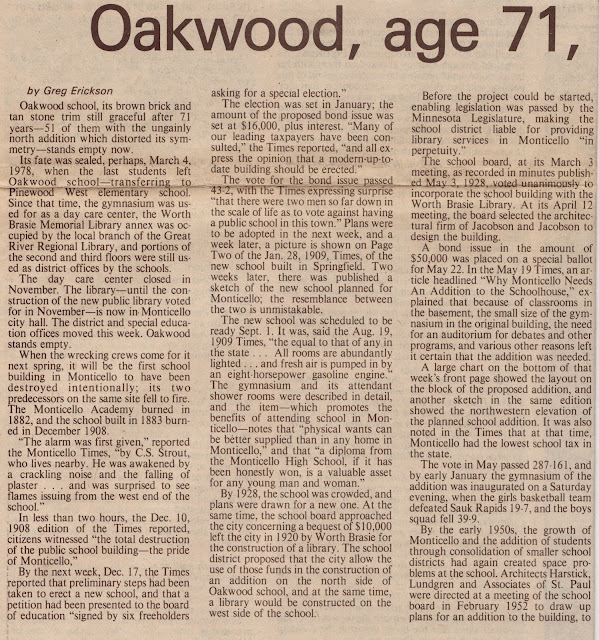 Oakwood, age 71,
by Greg Erickson
Oakwood school, its brown brick and
tan stone trim still graceful after 71
years—51 of them with the ungainly
north addition which distorted its sym-
metry—stands empty now.
Its fate was sealed, perhaps, March 4,
1978, when the last students left
Oakwood school—transferring to
Pinewood West elementary school.
Since that time, the gymnasium was us-
ed for as a day care center, the Worth
Brasie Memorial Library annex was oc-
cupied by the local branch of the Great
River Regional Library, and portions of
the second and third floors were still us-
ed as district offices by the schools.
The day care center closed in
November. The library—until the con-
struction of the new public library voted
for in November—is now in Monticello
city hall. The district and special educa-
tion offices moved this week. Oakwood
stands empty.
When the wrecking crews come for it
next spring, it will be the first school
building in Monticello to have been
destroyed intentionally; its two
predecessors on the same site fell to fire.
The Monticello Academy burned in
1882, and the school built in 1883 burn-
ed in December 1908.
"The alarm was first given," reported
the Monticello Times, "by C.S. Strout,
who lives nearby. He was awakened by
a crackling noise and the falling of
plaster . . . and was surprised to see
flames issuing from the west end of the
school."
In less than two hours, the Dec. 10,
1908 edition of the Times reported,
citizens witnessed "the total destruction
of the public school building—the pride
of Monticello,"
By the next week, Dec. 17, the Times
reported that preliminary steps had been
taken to erect a new school, and that a
petition had been presented to the board
of education "signed by six freeholders
asking for a special election."
The election was set in January; the
amount of the proposed bond issue was
set at $16,000, plus interest. "Many of
our leading taxpayers have been con-
sulted," the Times reported, "and all ex-
press the opinion that a modern-up-to-
date building should be erected."
The vote for the bond issue passed
43-2, with the Times expressing surprise
"that there were two men so far down in
the scale of life as to vote against having
a public school in this town." Plans were
to be adopted in the next week, and a
week later, a picture is shown on Page
Two of the Jan. 28, 1909, Times, of
the new school built in Springfield. Two
weeks later, there was published a
sketch of the new school planned for
Monticello; the resemblance between
the two is unmistakable.
The new school was scheduled to be
ready Sept. 1. It was, said the Aug. 19,
1909 Times, "the equal to that of any in
the state . . . All rooms are abundantly
lighted . . . and fresh air is pumped in by
an eight-horsepower gasoline engine."
The gymnasium and its attendant
shower rooms were described in detail,
and the item—which promotes the
benefits of attending school in Mon-
ticello—notes that "physical wants can
be better supplied than in any home in
Monticello," and that "a diploma from
the Monticello High School, if it has
been honestly won, is a valuable asset
for any young man and woman."
By 1928, the school was crowded, and
plans were drawn for a new one. At the
same time, the school board approached
the city concerning a bequest of $10,000
left the city in 1920 by Worth Brasie for
the construction of a library. The school
district proposed that the city allow the
use of those funds in the construction of
an addition on the north side of
Oakwood school, and at the same time,
a library would be constructed on the
west side of the school.
Before the project could be started,
enabling legislation was passed by the
Minnesota Legislature, making the
school district liable for providing
library services in Monticello "in
perpetuity."
The school board, at its March 3
meeting, as recorded in minutes publish-
ed May 3, 1928, voted unanimously to
incorporate the school building with the
Worth Brasie Library. At its April 12
meeting, the board selected the architec-
tural firm of Jacobson and Jacobson to
design the building.
A bond issue in the amount of
$50,000 was placed on a special ballot
for May 22. In the May 19 Times, an ar-
ticle headlined "Why Monticello Needs
An Addition to the Schoolhouse," ex-
plained that because of classrooms in
the basement, the small size of the gym-
nasium in the original building, the need
for an auditorium for debates and other
programs, and various other reasons left
it certain that the addition was needed.
A large chart on the bottom of that
week's front page showed the layout on
the block of the proposed addition, and
another sketch in the same edition
showed the northwestern elevation of
the planned school addition. It was also
noted in the Times that at that time,
Monticello had the lowest school tax in
the state.
The vote in May passed 287-161, and
by early January the gymnasium of the
addition was inaugurated on a Saturday
evening, when the girls basketball team
defeated Sauk Rapids 19-7, and the boys
squad fell 39-9.
By the early 1950s, the growth of
Monticello and the addition of students
through consolidation of smaller school
districts had again created space pro-
blems at the school. Architects Harstick,
Lundgren and Associates of St. Paul
were directed at a meeting of the school
board in February 1952 to draw up
plans for an addition to the building, to